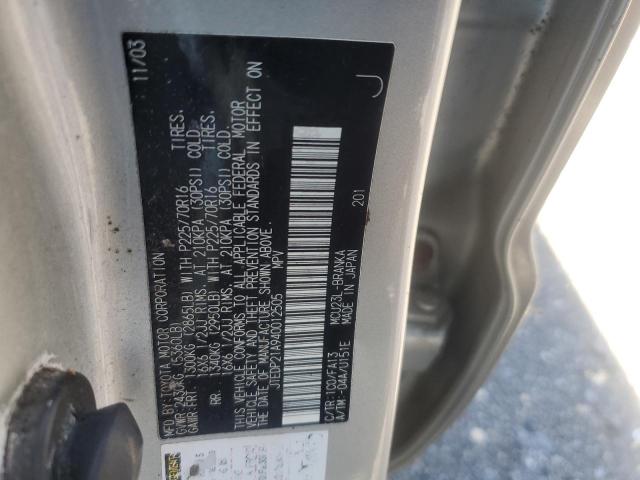 MFD.BY:TOYOTA MOTOR CORPORATION 11/03
GVWR 2435KG (5360LB)
GAWR:FRT. 1300KG (2865LB) WITH P225/70R16 TIRES.
16X6 1/2JJ RIMS. AT 210KPA (30PSI) COLD.
RR. 1340KG (2950LB) WITH P225/70R16 TIRES.
16X6 1/2JJ RIMS. AT 210KPA (30PSI) COLD.
THIS VEHICLE CONFORMS TO ALL APPLICABLE FEDERAL MOTOR
VEHICLE SAFETY AND THEFT PREVENTION STANDARDS IN EFFECT ON
THE DATE OF MANUFACTURE SHOWN ABOVE.
JTEDP21A940012505 MPV
J
C/TR:1C0/FA13 MCU23L-BRANKA 201
A/TM:-04A/U151E MADE IN JAPAN